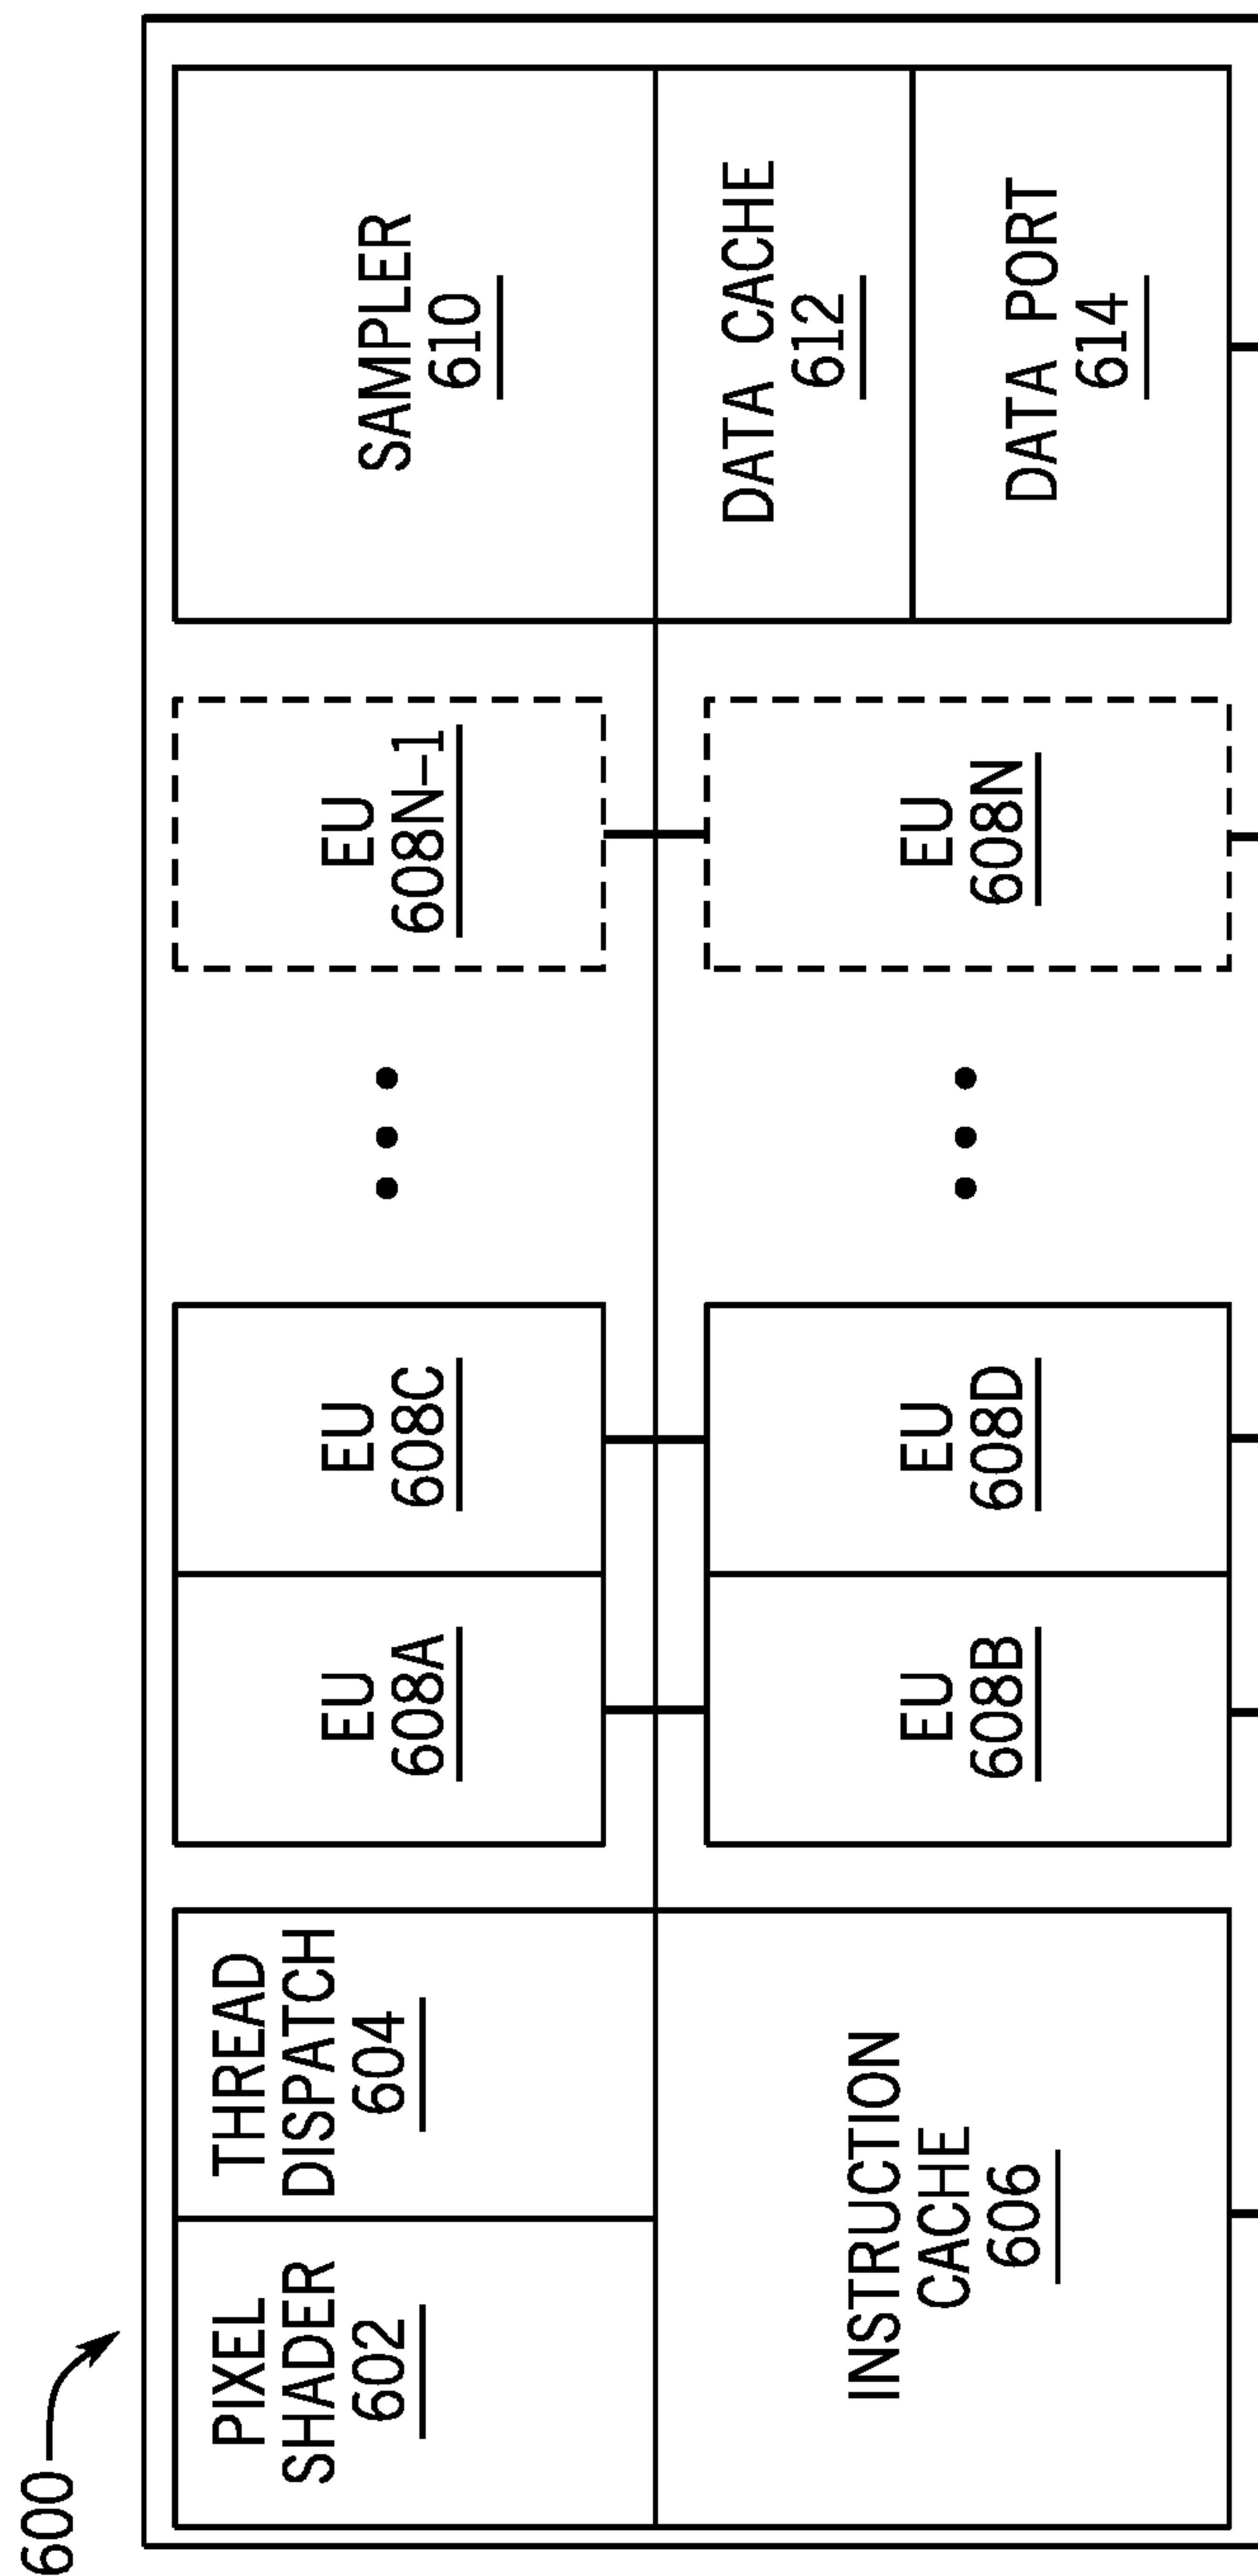 600
PIXEL
SHADER
602
THREAD
DISPATCH
604
INSTRUCTION
CACHE
606
EU
608A
EU
608C
EU
608B
EU
608D
EU
608N-1
EU
608N
SAMPLER
610
DATA CACHE
612
DATA PORT
614